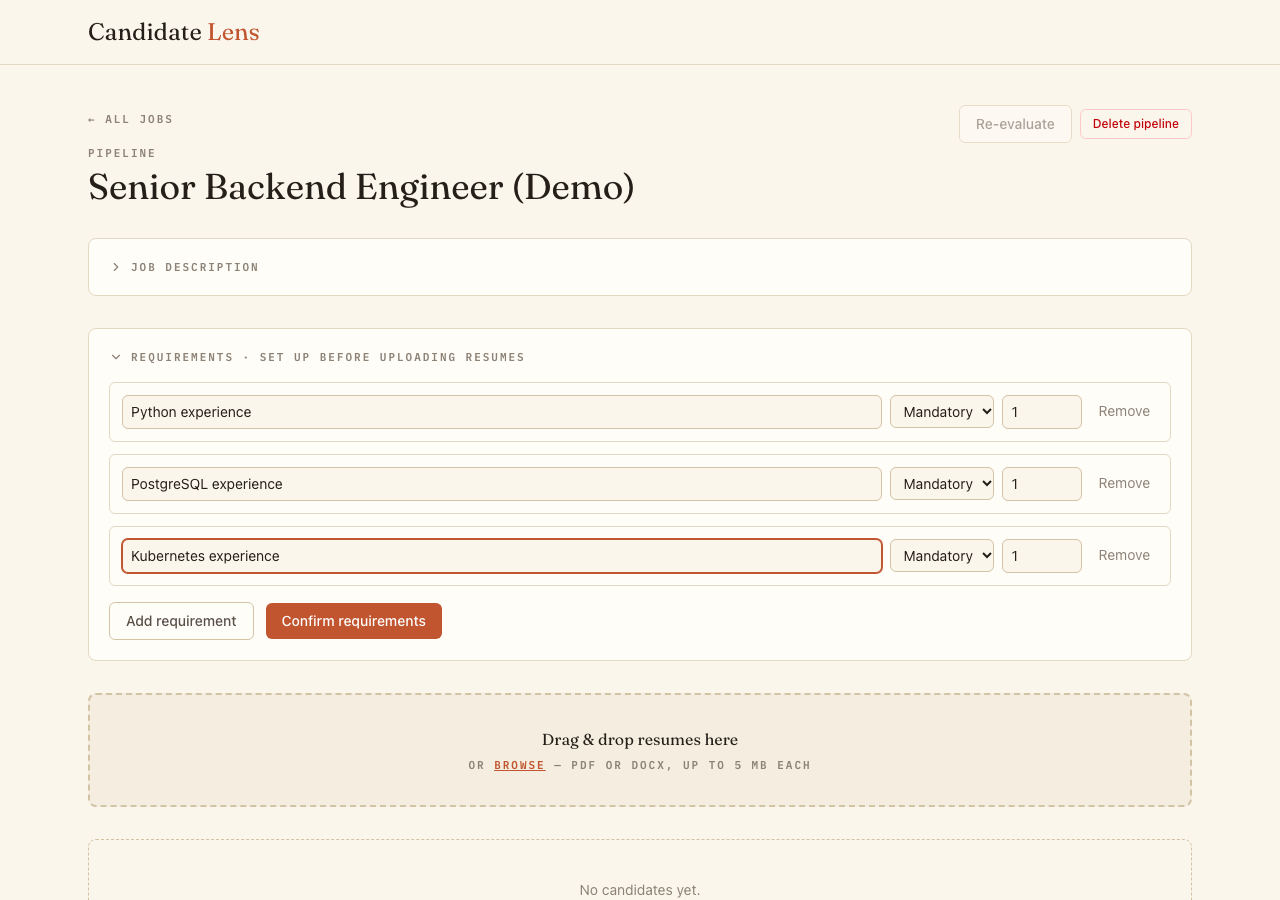 Candidate Lens
← ALL JOBS
Re-evaluate
Delete pipeline
PIPELINE
Senior Backend Engineer (Demo)
JOB DESCRIPTION
REQUIREMENTS · SET UP BEFORE UPLOADING RESUMES
Python experience Mandatory 1 Remove
PostgreSQL experience Mandatory 1 Remove
Kubernetes experience Mandatory 1 Remove
Add requirement Confirm requirements
Drag & drop resumes here
OR BROWSE — PDF OR DOCX, UP TO 5 MB EACH
No candidates yet.